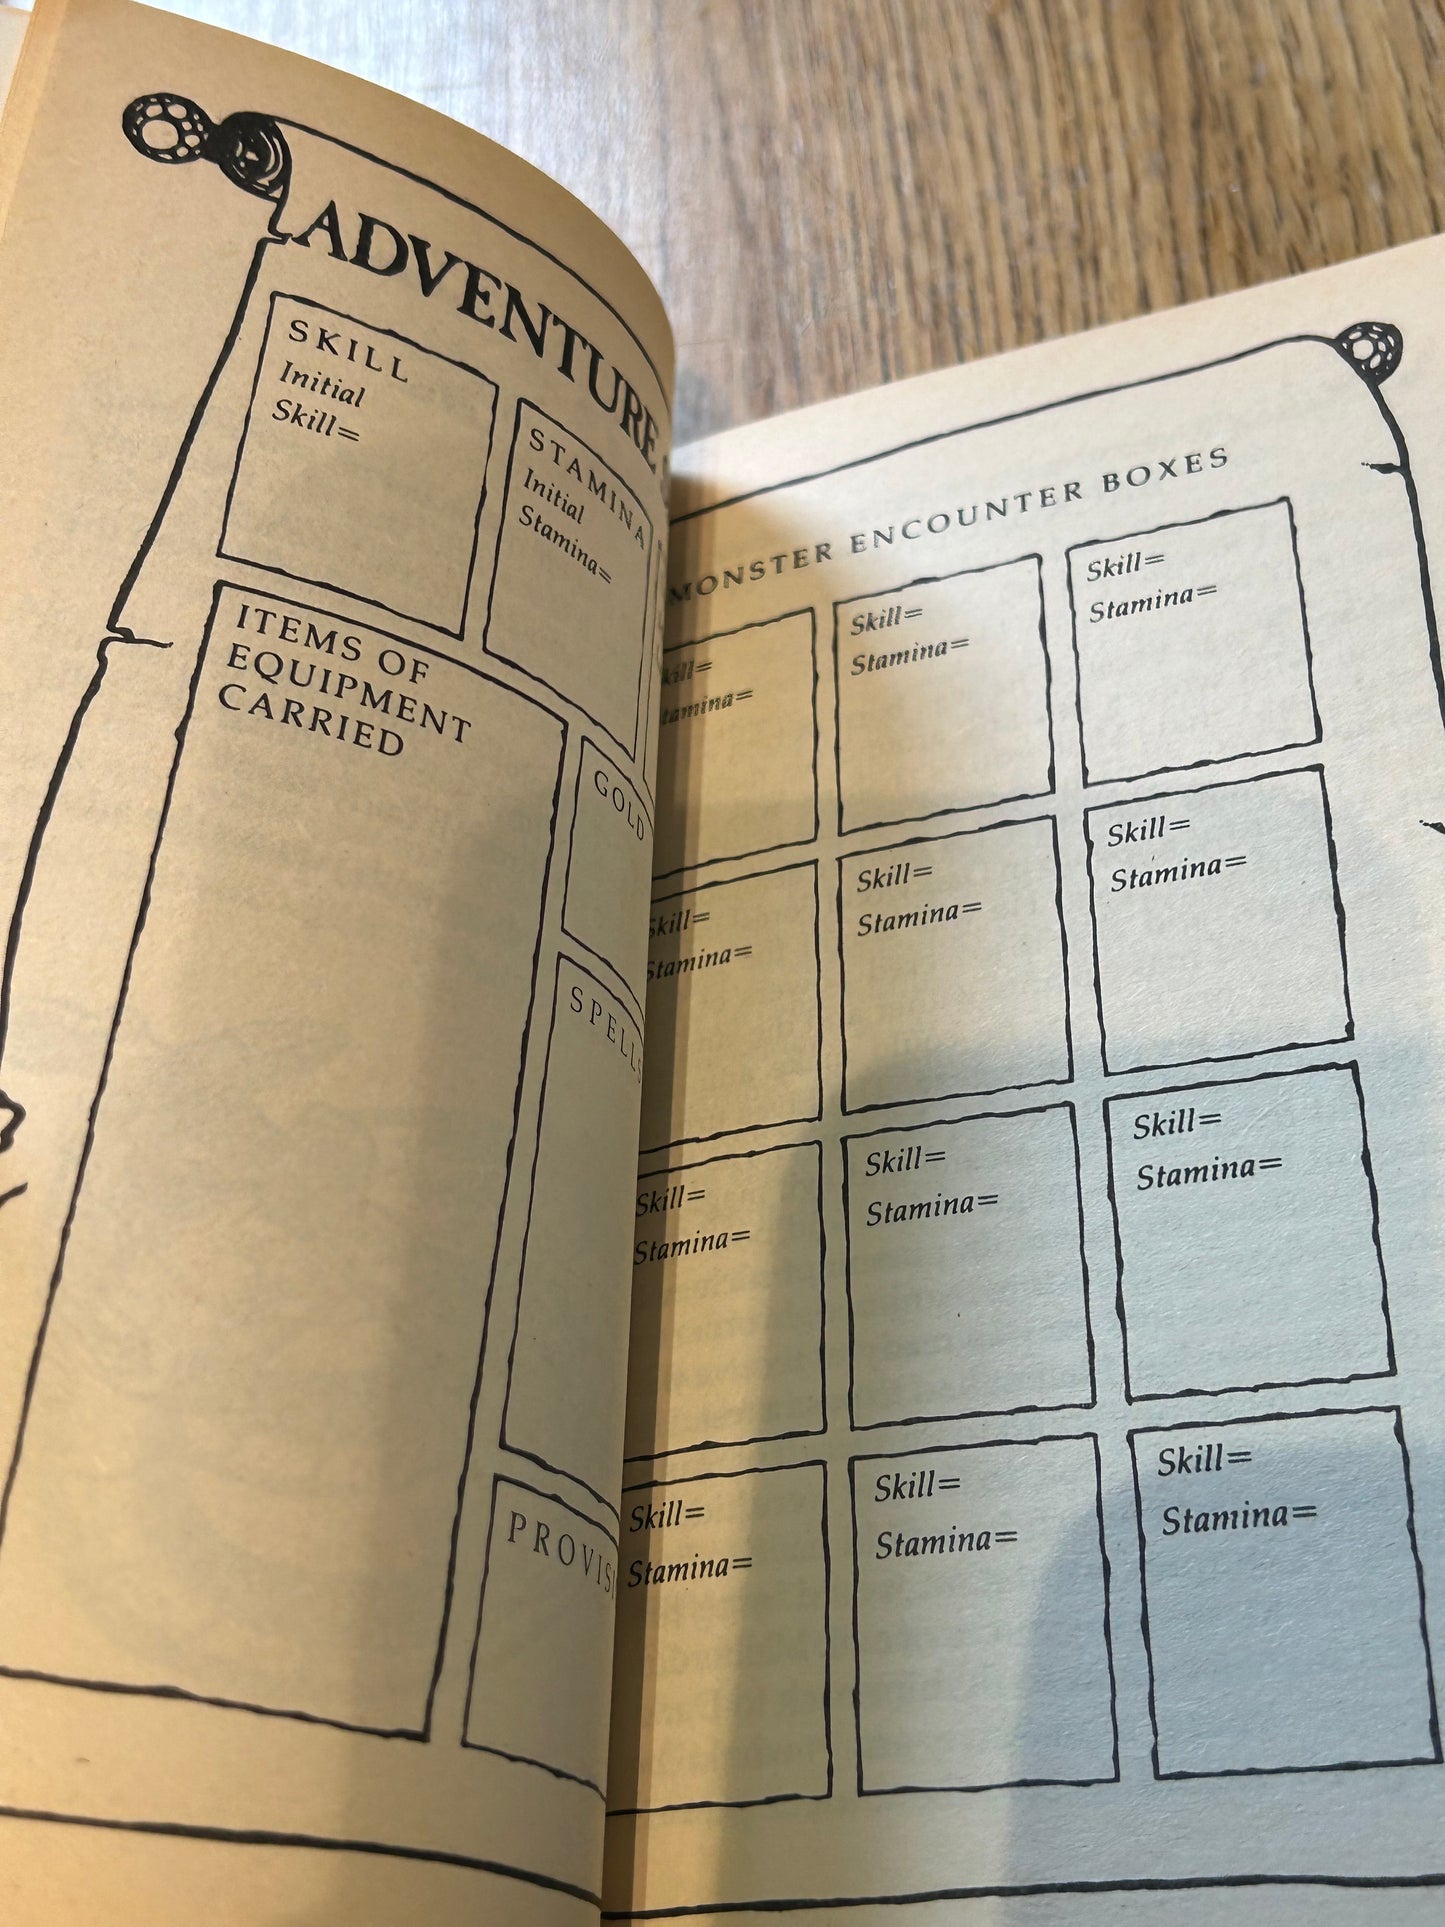 ADVENTURE
SKILL
Initial
Skill=
STAMINA
Initial
Stamina=
ITEMS OF
EQUIPMENT
CARRIED
GOLD
SPELLS
MONSTER ENCOUNTER BOXES
Skill=
Stamina=
Skill=
Stamina=
Skill=
Stamina=
Skill=
Stamina=
Skill=
Stamina=
Skill=
Stamina=
Skill=
Stamina=
Skill=
Stamina=
Skill=
Stamina=
Skill=
Stamina=
Skill=
Stamina=
Skill=
Stamina=